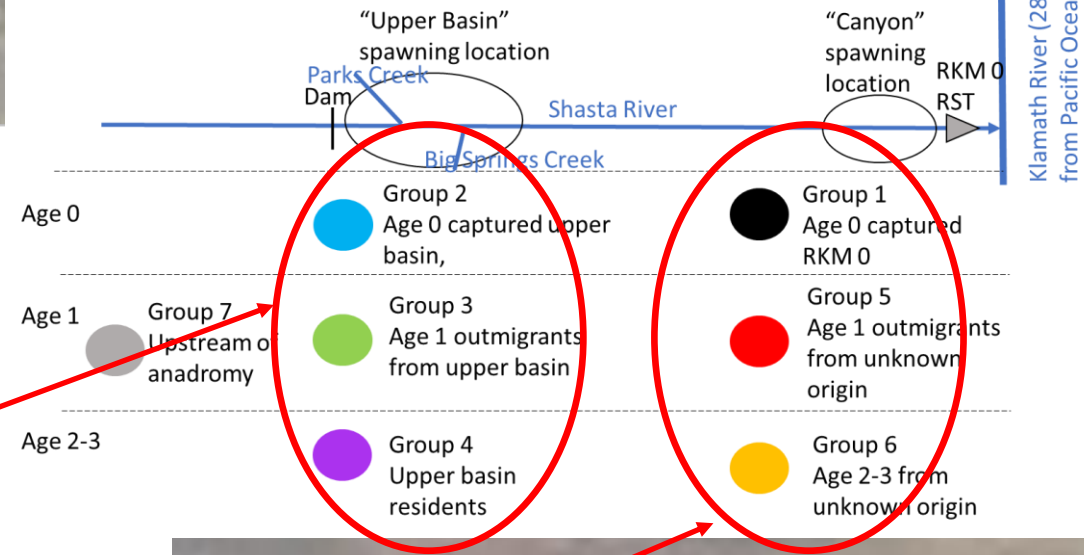 “Upper Basin”
spawning location
“Canyon”
spawning
location
RKM 0
RST
Klamath River (28
from Pacific Ocea
Parks Creek
Dam
Shasta River
Big Springs Creek
Age 0
Group 2
Age 0 captured upper
basin,
Group 1
Age 0 captured
RKM 0
Age 1
Group 7
Upstream of
anadromy
Group 3
Age 1 outmigrants
from upper basin
Group 5
Age 1 outmigrants
from unknown
origin
Age 2-3
Group 4
Upper basin
residents
Group 6
Age 2-3 from
unknown origin